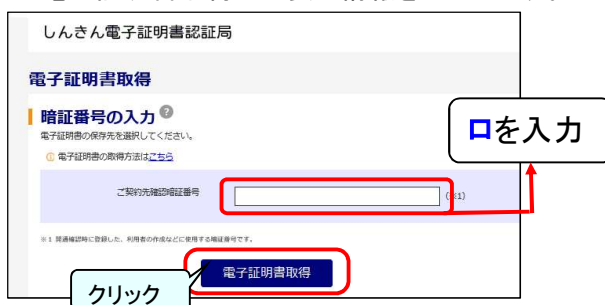 しんきん電子証明書認証局
電子証明書取得
暗証番号の入力
電子証明書の保存先を選択してください。
電子証明書の取得方法はこちら
ロを入力
ご契約先確認暗証番号
(※1)
※1 開通確認時に登録した、利用者の作成などに使用する暗証番号です。
電子証明書取得
クリック